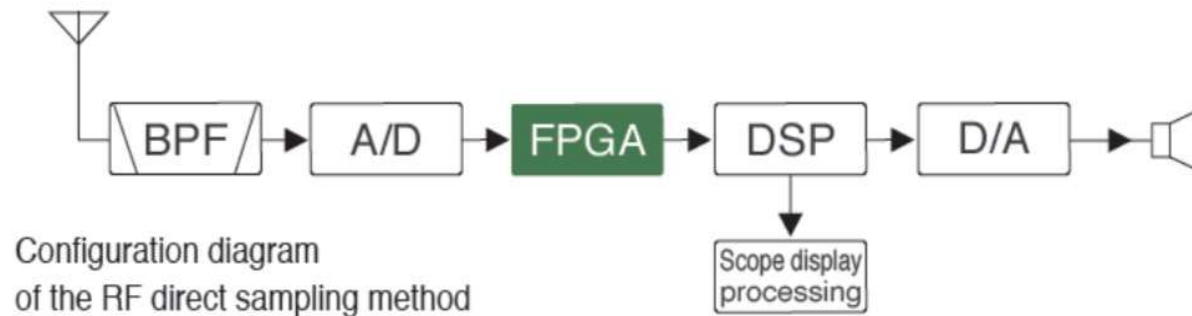 BPF
A/D
FPGA
DSP
D/A
Scope display
processing
Configuration diagram
of the RF direct sampling method